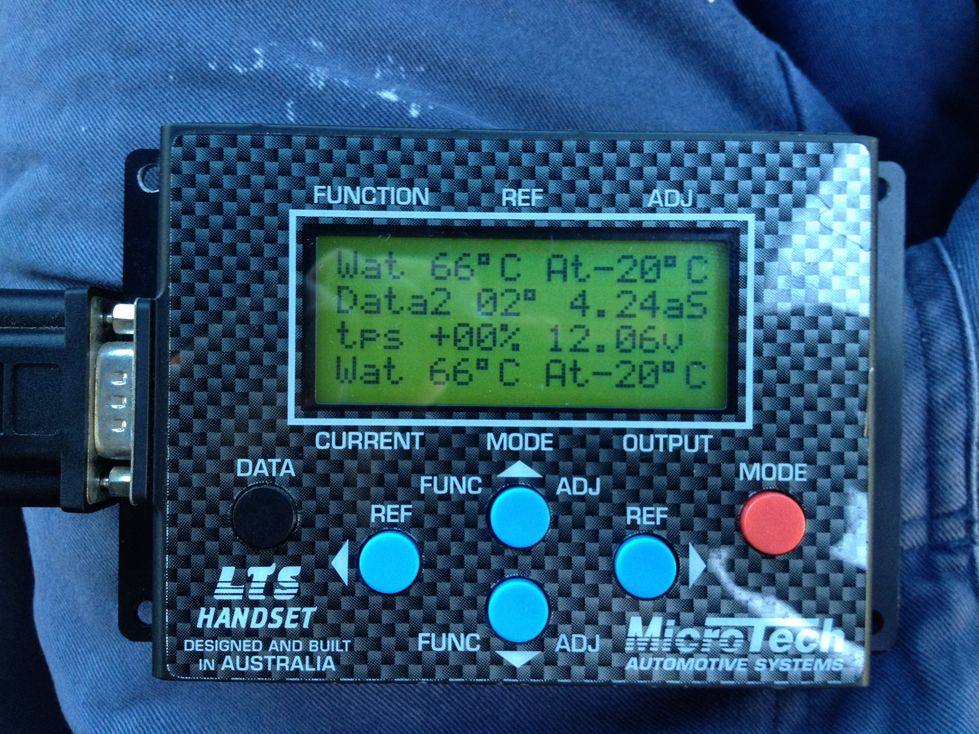 FUNCTION REF ADJ
Wat 66°C At-20°C
Data2 02° 4.24aS
tps +00% 12.06v
Wat 66°C At-20°C
CURRENT MODE OUTPUT
DATA
MODE
FUNC ADJ
REF
REF
LTS
HANDSET
DESIGNED AND BUILT
IN AUSTRALIA
FUNC ADJ
MicroTech
AUTOMOTIVE SYSTEMS